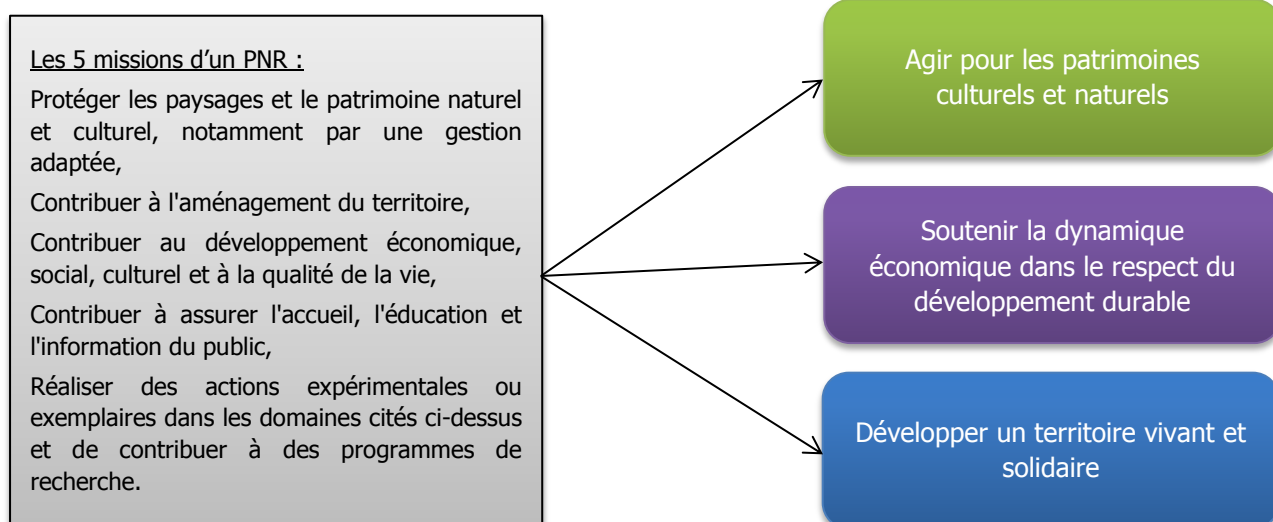 Les 5 missions d’un PNR :
Protéger les paysages et le patrimoine naturel
et culturel, notamment par une gestion
adaptée,
Contribuer à l'aménagement du territoire,
Contribuer au développement économique,
social, culturel et à la qualité de la vie,
Contribuer à assurer l'accueil, l'éducation et
l'information du public,
Réaliser des actions expérimentales ou
exemplaires dans les domaines cités ci-dessus
et de contribuer à des programmes de
recherche.
Agir pour les patrimoines
culturels et naturels
Soutenir la dynamique
économique dans le respect du
développement durable
Développer un territoire vivant et
solidaire